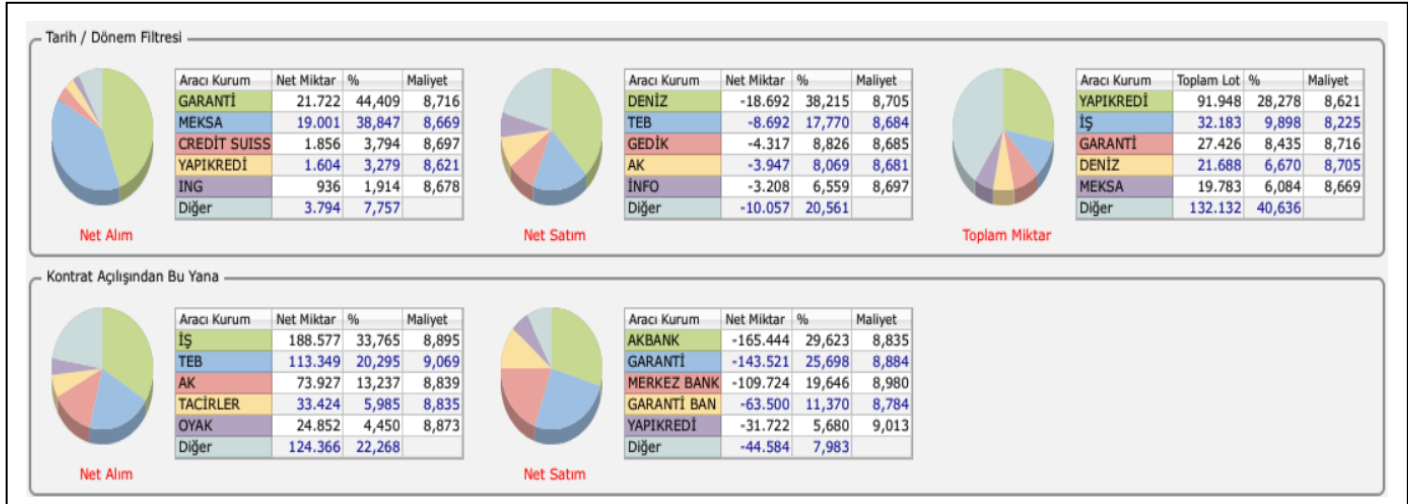 Tarih / Dönem Filtresi
Aracı Kurum Net Miktar % Maliyet
GARANTİ 21.722 44,409 8,716
MEKSA 19.001 38,847 8,669
CREDİT SUISS 1.856 3,794 8,697
YAPIKREDİ 1.604 3,279 8,621
ING 936 1,914 8,678
Diğer 3.794 7,757
Net Alım
Aracı Kurum Net Miktar % Maliyet
DENİZ -18.692 38,215 8,705
TEB -8.692 17,770 8,684
GEDİK -4.317 8,826 8,685
AK -3.947 8,069 8,681
İNFO -3.208 6,559 8,697
Diğer -10.057 20,561
Net Satım
Aracı Kurum Toplam Lot % Maliyet
YAPIKREDİ 91.948 28,278 8,621
İŞ 32.183 9,898 8,225
GARANTİ 27.426 8,435 8,716
DENİZ 21.688 6,670 8,705
MEKSA 19.783 6,084 8,669
Diğer 132.132 40,636
Toplam Miktar
Kontrat Açılışından Bu Yana
Aracı Kurum Net Miktar % Maliyet
İŞ 188.577 33,765 8,895
TEB 113.349 20,295 9,069
AK 73.927 13,237 8,839
TACİRLER 33.424 5,985 8,835
OYAK 24.852 4,450 8,873
Diğer 124.366 22,268
Net Alım
Aracı Kurum Net Miktar % Maliyet
AKBANK -165.444 29,623 8,835
GARANTİ -143.521 25,698 8,884
MERKEZ BANK -109.724 19,646 8,980
GARANTİ BAN -63.500 11,370 8,784
YAPIKREDİ -31.722 5,680 9,013
Diğer -44.584 7,983
Net Satım